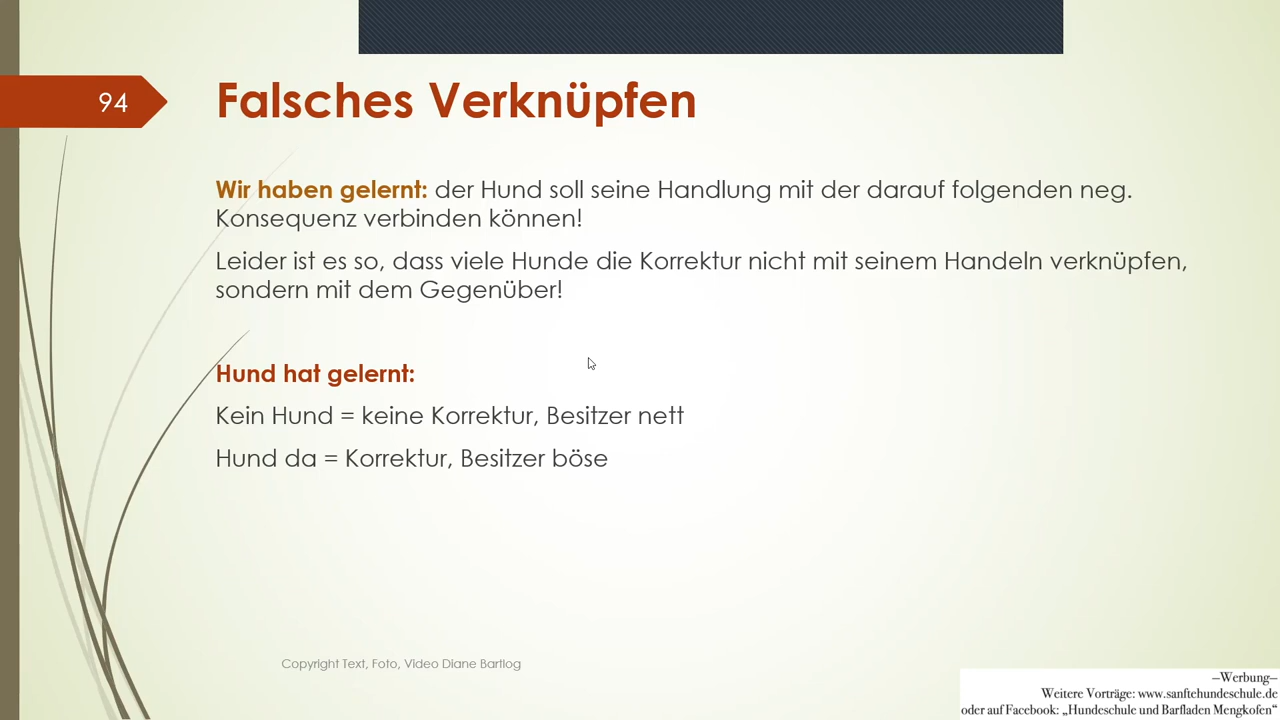 94
Falsches Verknüpfen
Wir haben gelernt: der Hund soll seine Handlung mit der darauf folgenden neg.
Konsequenz verbinden können!
Leider ist es so, dass viele Hunde die Korrektur nicht mit seinem Handeln verknüpfen,
sondern mit dem Gegenüber!
Hund hat gelernt:
Kein Hund = keine Korrektur, Besitzer nett
Hund da = Korrektur, Besitzer böse
Copyright Text, Foto, Video Diane Bartlog
—Werbung—
Weitere Vorträge: www.sanftehundeschule.de
oder auf Facebook: „Hundeschule und Barfladen Mengkofen“